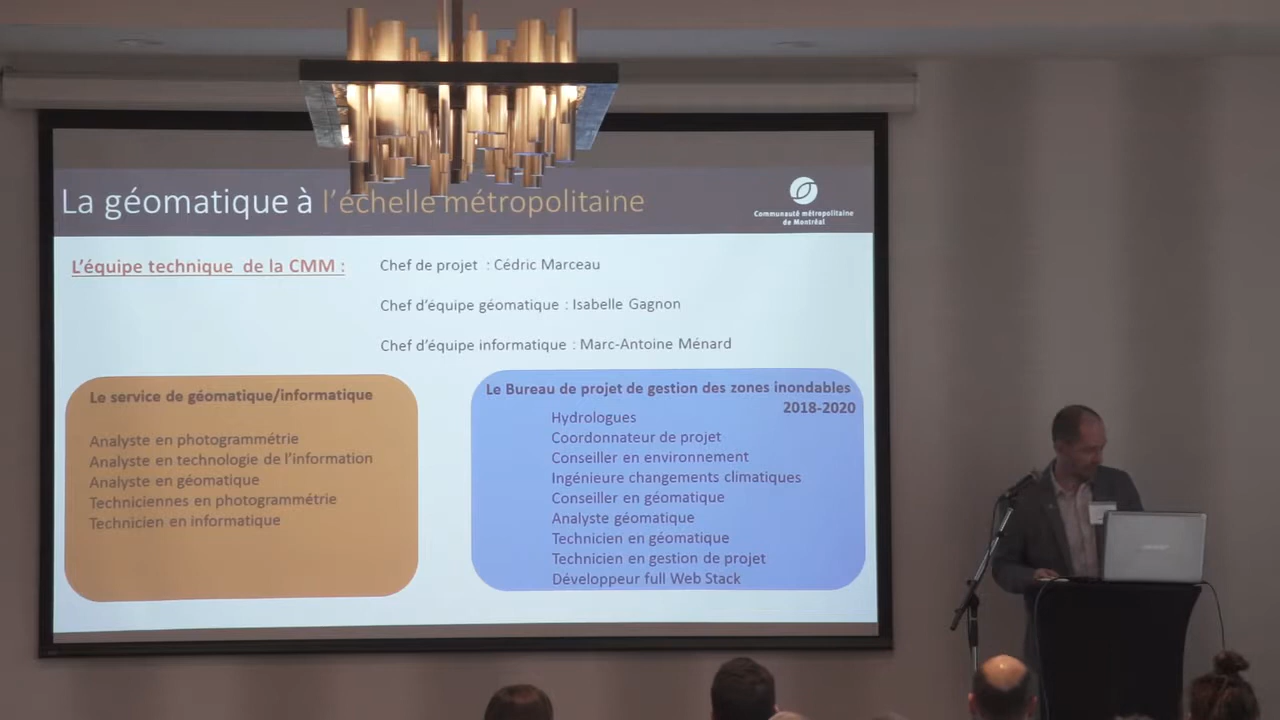 La géomatique à l'échelle métropolitaine
Communauté métropolitaine
de Montréal
L'équipe technique de la CMM :
Chef de projet : Cédric Marceau
Chef d'équipe géomatique : Isabelle Gagnon
Chef d'équipe informatique : Marc-Antoine Ménard
Le service de géomatique/informatique
Analyste en photogrammétrie
Analyste en technologie de l'information
Analyste en géomatique
Techniciennes en photogrammétrie
Technicien en informatique
Le Bureau de projet de gestion des zones inondables
2018-2020
Hydrologues
Coordonnateur de projet
Conseiller en environnement
Ingénieure changements climatiques
Conseiller en géomatique
Analyste géomatique
Technicien en géomatique
Technicien en gestion de projet
Développeur full Web Stack